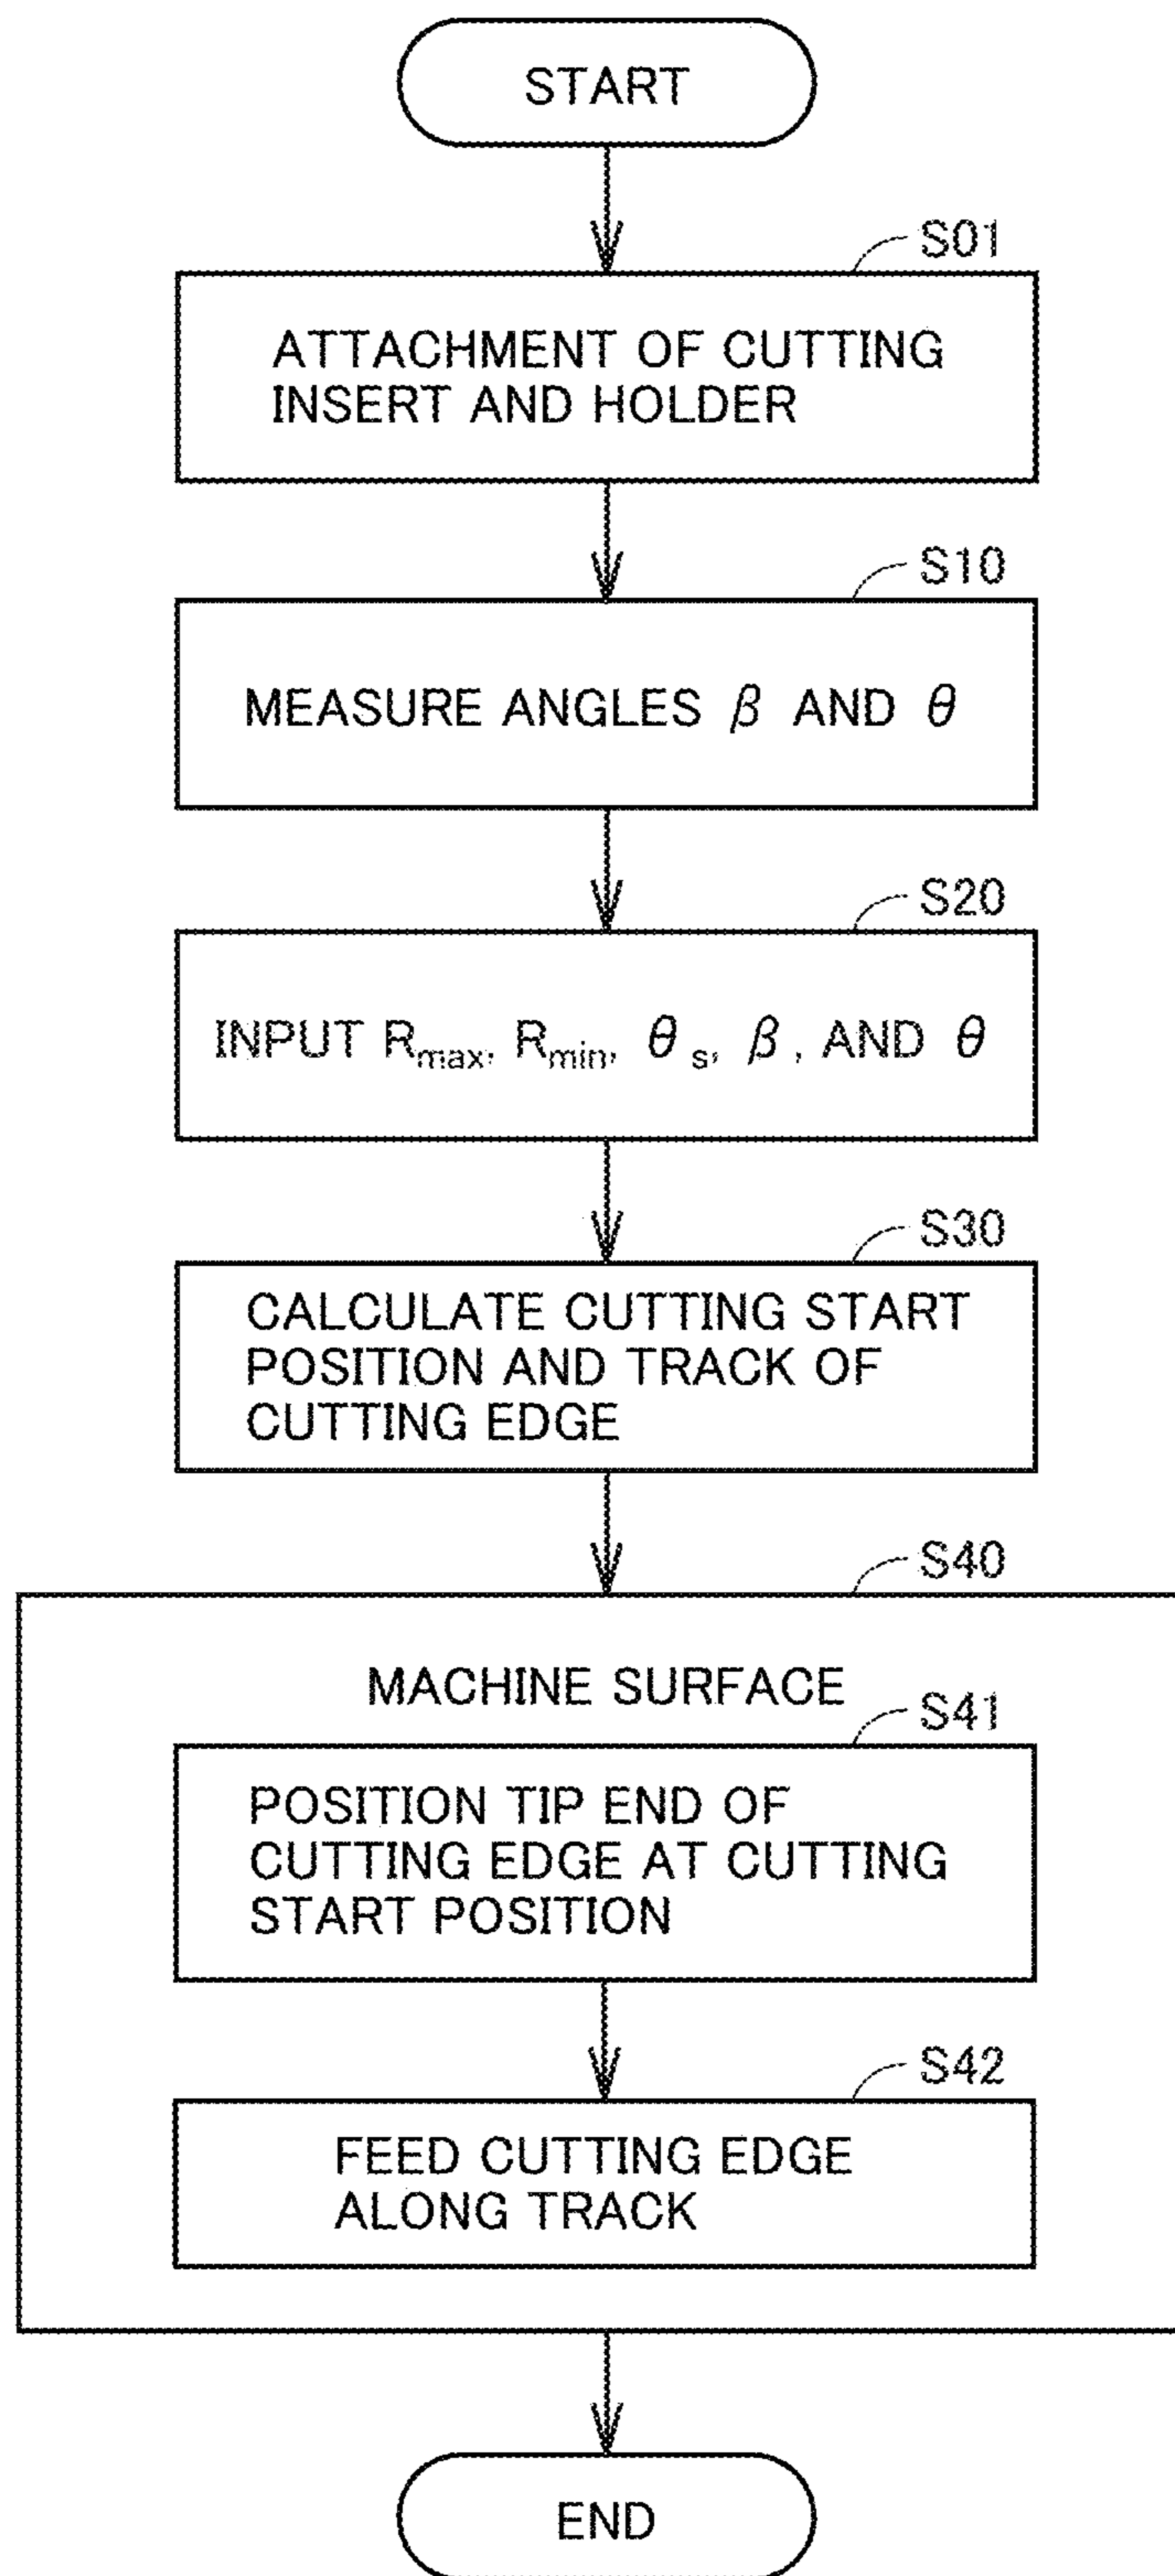 START
S01
ATTACHMENT OF CUTTING
INSERT AND HOLDER
S10
MEASURE ANGLES β AND θ
S20
INPUT Rmax, Rmin, θs, β, AND θ
S30
CALCULATE CUTTING START
POSITION AND TRACK OF
CUTTING EDGE
S40
MACHINE SURFACE
S41
POSITION TIP END OF
CUTTING EDGE AT CUTTING
START POSITION
S42
FEED CUTTING EDGE
ALONG TRACK
END